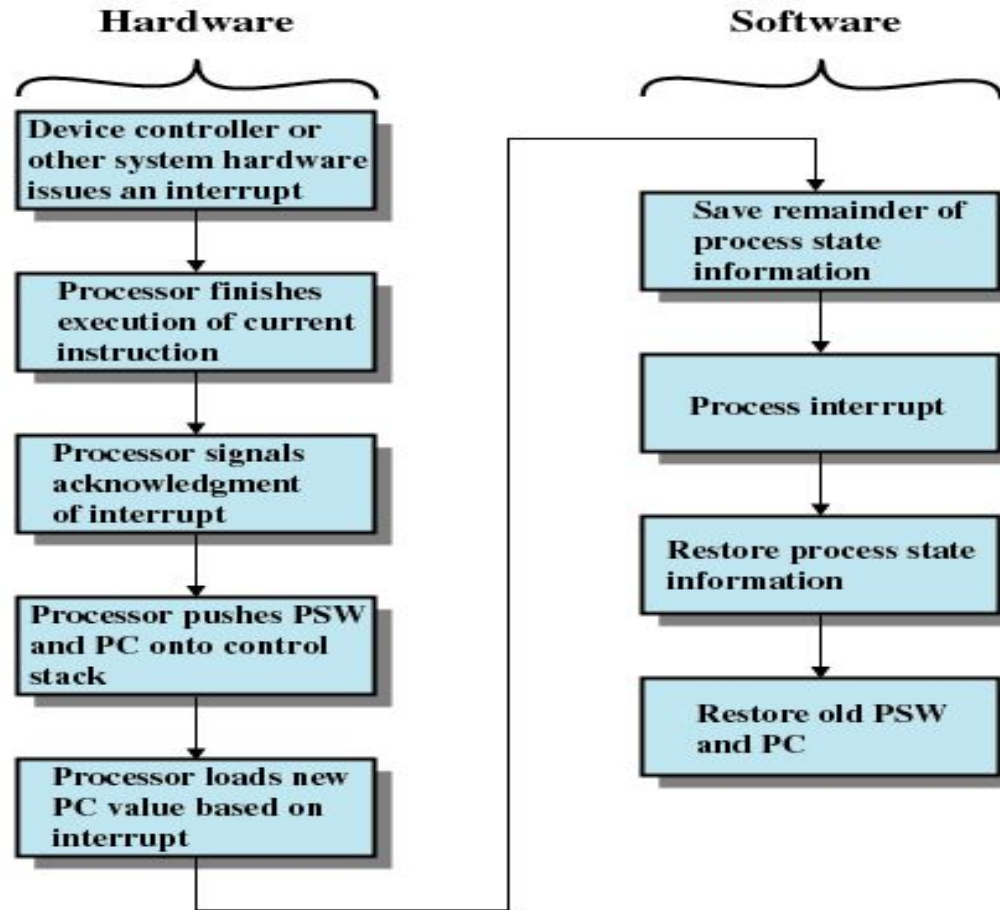 Hardware
Device controller or
other system hardware
issues an interrupt
Processor finishes
execution of current
instruction
Processor signals
acknowledgment
of interrupt
Processor pushes PSW
and PC onto control
stack
Processor loads new
PC value based on
interrupt
Software
Save remainder of
process state
information
Process interrupt
Restore process state
information
Restore old PSW
and PC